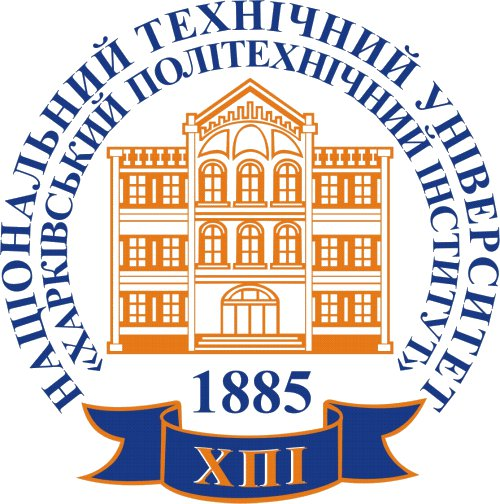 НАЦІОНАЛЬНИЙ ТЕХНІЧНИЙ УНІВЕРСИТЕТ
«ХАРКІВСЬКИЙ ПОЛІТЕХНІЧНИЙ ІНСТИТУТ»
1885
ХПІ